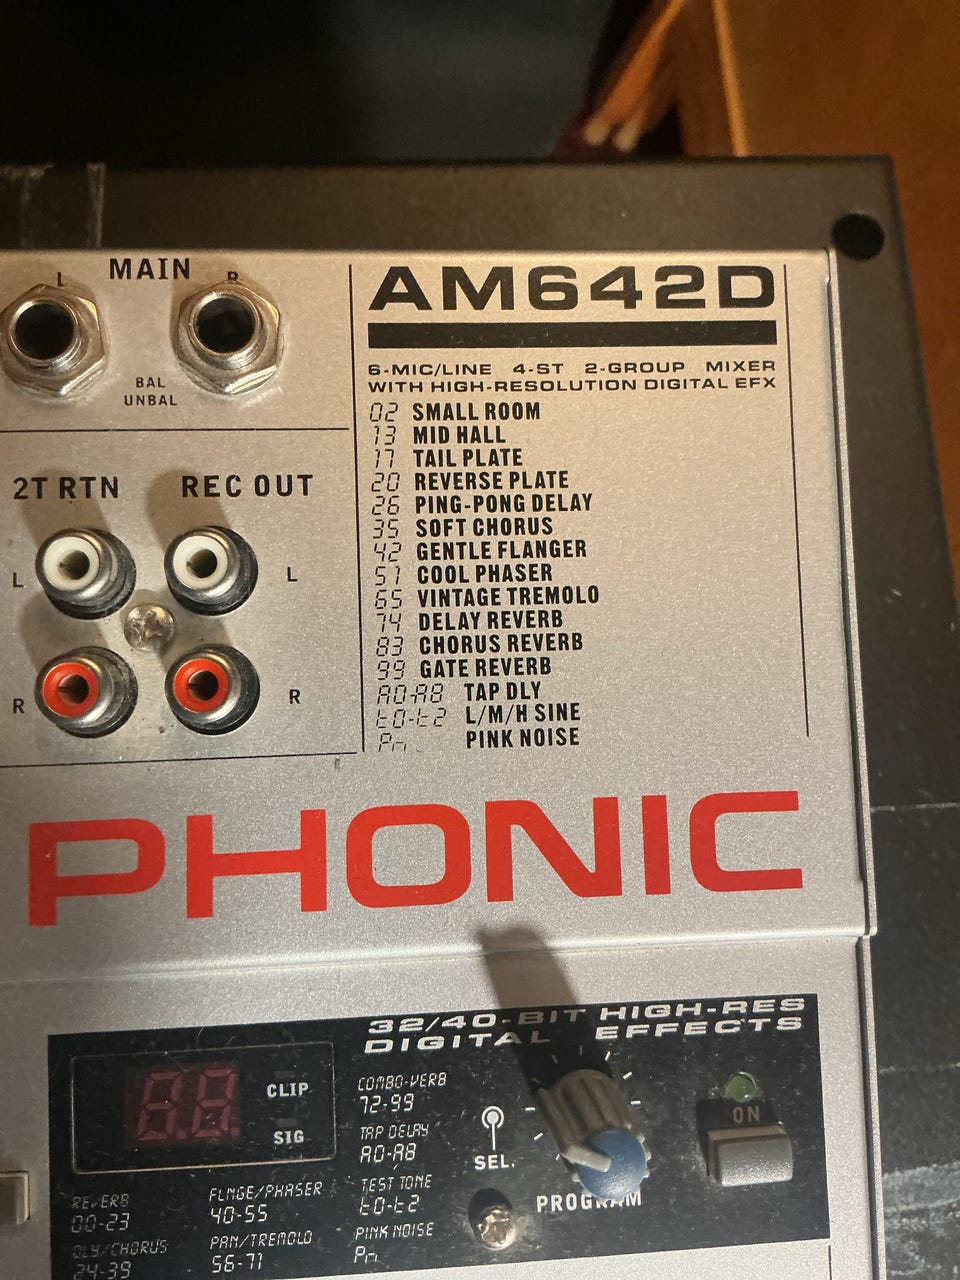 MAIN
L R
BAL
UNBAL
2T RTN REC OUT
L L
R R
AM642D
6-MIC/LINE 4-ST 2-GROUP MIXER
WITH HIGH-RESOLUTION DIGITAL EFX
02 SMALL ROOM
13 MID HALL
17 TAIL PLATE
20 REVERSE PLATE
26 PING-PONG DELAY
35 SOFT CHORUS
42 GENTLE FLANGER
51 COOL PHASER
65 VINTAGE TREMOLO
74 DELAY REVERB
83 CHORUS REVERB
99 GATE REVERB
A0-A8 TAP DLY
t0-t2 L/M/H SINE
Pn PINK NOISE
PHONIC
32/40-BIT HIGH-RES
DIGITAL EFFECTS
8.8.
CLIP
SIG
REVERB
00-23
DLY/CHORUS
24-39
FLNGE/PHASER
40-55
PAN/TREMOLO
56-71
COMBO-VERB
72-99
TAP DELAY
A0-A8
TEST TONE
t0-t2
PINK NOISE
Pn
SEL.
PROGRAM
ON